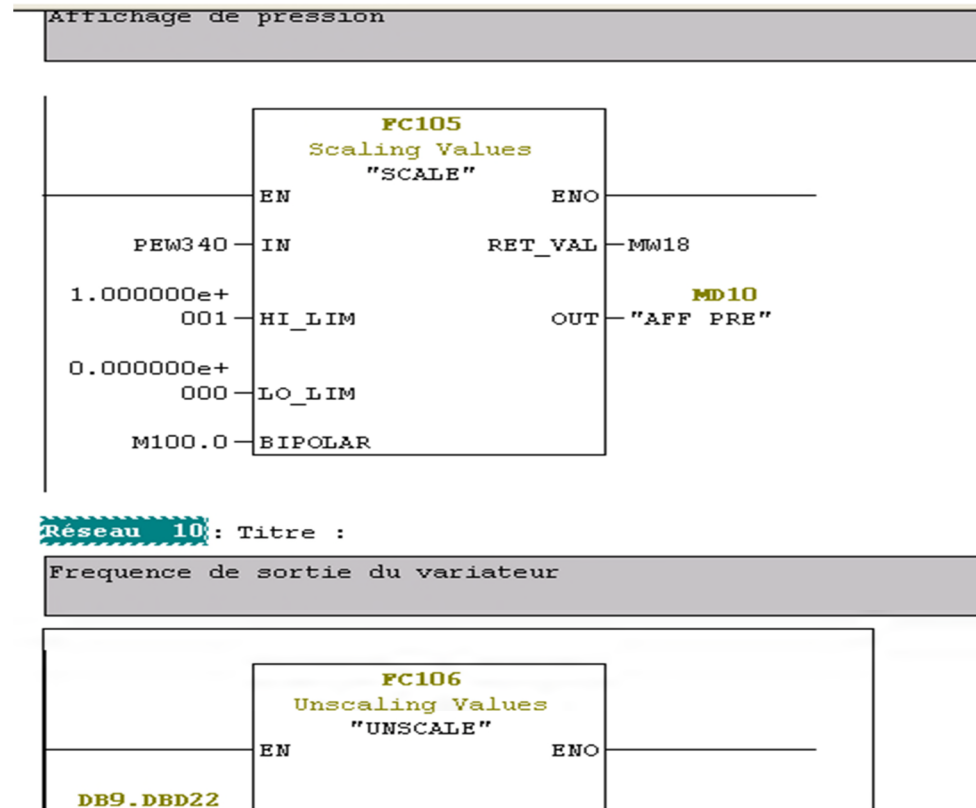 Affichage de pression
FC105
Scaling Values
"SCALE"
EN ENO
PEW340 IN RET_VAL MW18
1.000000e+ MD10
001 HI_LIM OUT "AFF PRE"
0.000000e+
000 LO_LIM
M100.0 BIPOLAR
Réseau 10 : Titre :
Frequence de sortie du variateur
FC106
Unscaling Values
"UNSCALE"
EN ENO
DB9.DBD22